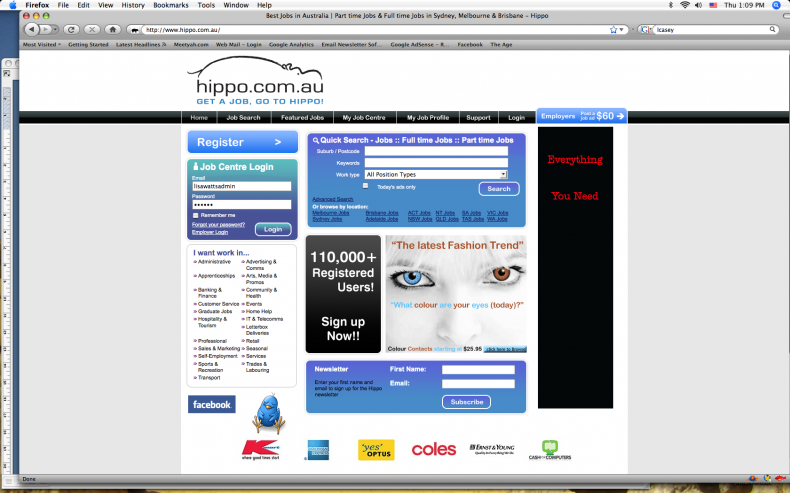 Firefox File Edit View History Bookmarks Tools Window Help
Thu 1:09 PM
Best Jobs in Australia | Part time Jobs & Full time Jobs in Sydney, Melbourne & Brisbane - Hippo
http://www.hippo.com.au/
lcasey
Most Visited Getting Started Latest Headlines Meetyah.com Web Mail - Login Google Analytics Email Newsletter Sof... Google AdSense - R... Facebook The Age
hippo.com.au
GET A JOB, GO TO HIPPO!
Home Job Search Featured Jobs My Job Centre My Job Profile Support Login
Employers Post a job ad $60
Register >
Job Centre Login
Email
lisawattsadmin
Password
Remember me
Forgot your password?
Employer Login
Login
Quick Search - Jobs :: Full time Jobs :: Part time Jobs
Suburb / Postcode
Keywords
Work type All Position Types
Today's ads only
Search
Advanced Search
Or browse by location:
Melbourne Jobs Brisbane Jobs ACT Jobs NT Jobs SA Jobs VIC Jobs
Sydney Jobs Adelaide Jobs NSW Jobs QLD Jobs TAS Jobs WA Jobs
Everything
You Need
I want work in...
Administrative
Advertising & Comms
Apprenticeships
Arts, Media & Promos
Banking & Finance
Community & Health
Customer Service
Events
Graduate Jobs
Home Help
Hospitality & Tourism
IT & Telecomms
Letterbox Deliveries
Professional
Retail
Sales & Marketing
Seasonal
Self-Employment
Services
Sports & Recreation
Trades & Labouring
Transport
110,000+
Registered
Users!
Sign up
Now!!
"The latest Fashion Trend"
"What colour are your eyes (today)?"
Colour Contacts starting at $25.95 click here to Browse
Newsletter
Enter your first name and
email to sign up for the Hippo
newsletter
First Name:
Email:
Subscribe
facebook
where good lives start
'yes'
OPTUS
coles
ERNST & YOUNG
Quality In Everything We Do
CASH COMPUTERS
Done